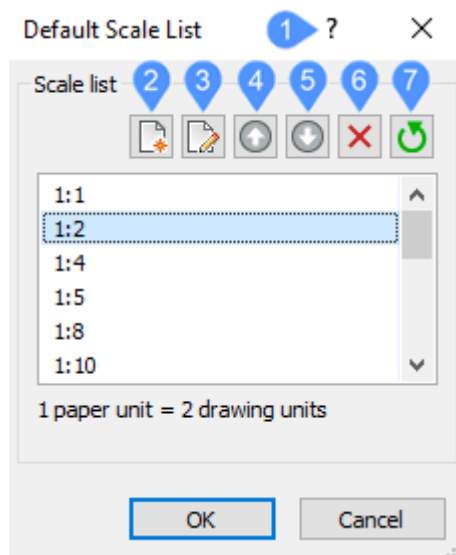 Default Scale List 1 ?
Scale list 2 3 4 5 6 7
1:1
1:2
1:4
1:5
1:8
1:10
1 paper unit = 2 drawing units
OK Cancel